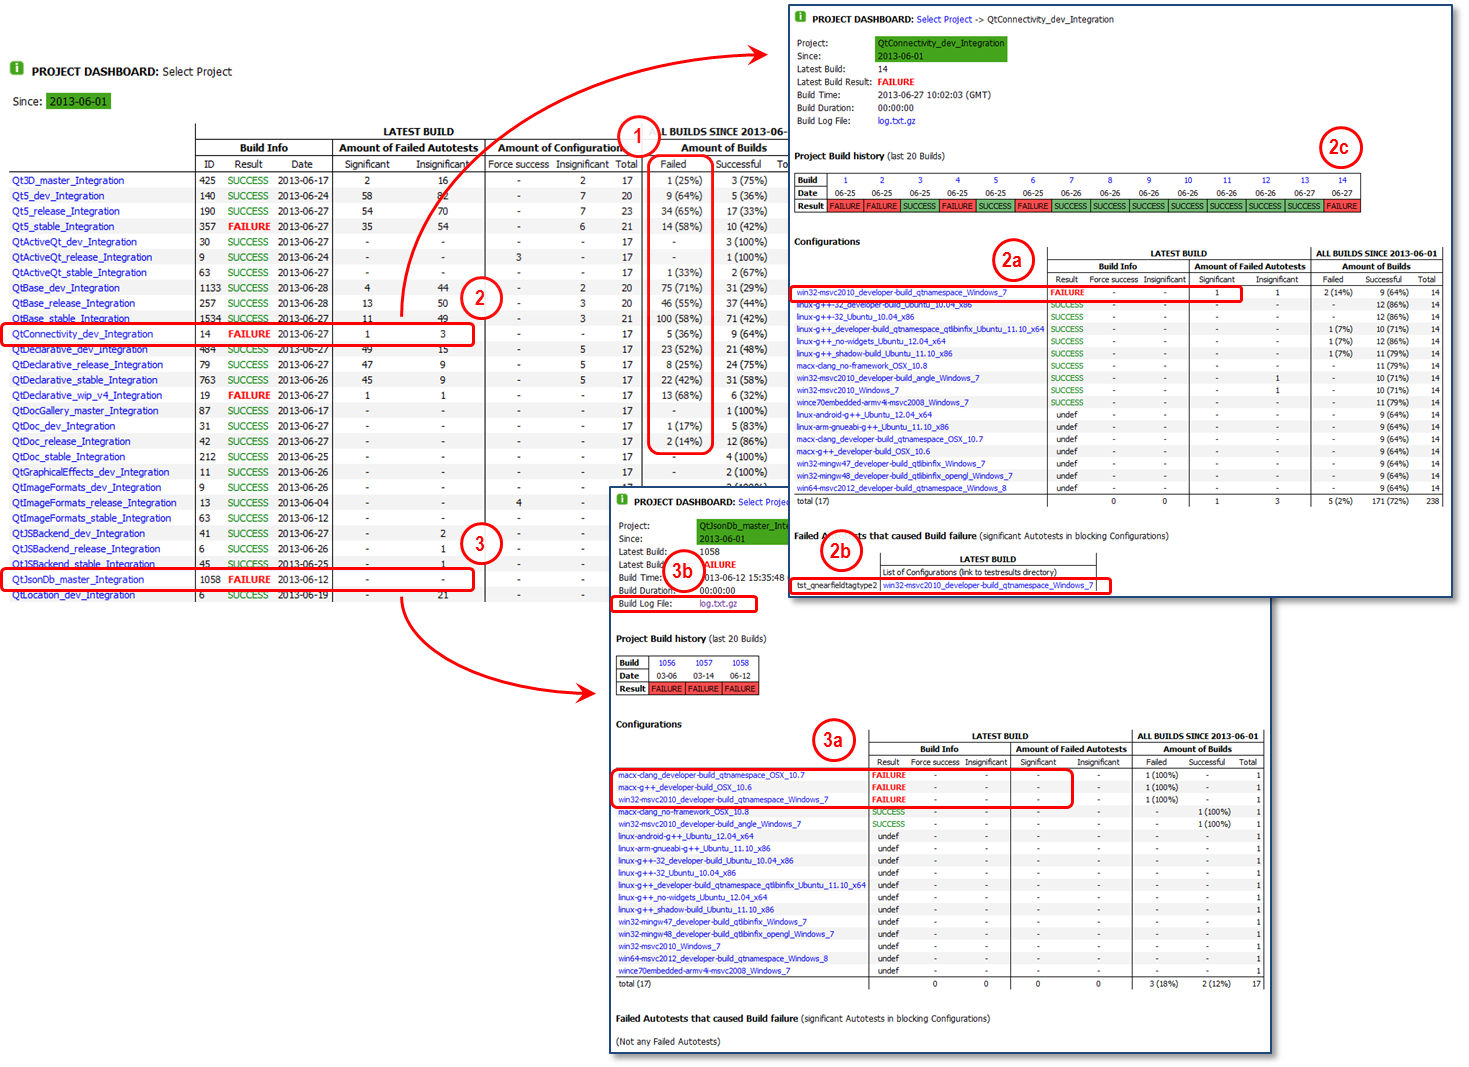 PROJECT DASHBOARD: Select Project
Since: 2013-06-01
LATEST BUILD ALL BUILDS SINCE 2013-06-
Build Info Amount of Failed Autotests Amount of Configuration Amount of Builds
ID Result Date Significant Insignificant Force success Insignificant Total Failed Successful To
Qt3D_master_Integration 425 SUCCESS 2013-06-17 2 16 - 2 17 1 (25%) 3 (75%)
Qt5_dev_Integration 140 SUCCESS 2013-06-24 58 82 - 7 20 9 (64%) 5 (36%)
Qt5_release_Integration 190 SUCCESS 2013-06-27 54 70 - 7 23 34 (65%) 17 (33%)
Qt5_stable_Integration 357 FAILURE 2013-06-27 35 54 - 6 21 14 (58%) 10 (42%)
QtActiveQt_dev_Integration 30 SUCCESS 2013-06-27 - - - - 17 - 3 (100%)
QtActiveQt_release_Integration 9 SUCCESS 2013-06-24 - - 3 - 17 - 1 (100%)
QtActiveQt_stable_Integration 63 SUCCESS 2013-06-27 - - - - 17 1 (33%) 2 (67%)
QtBase_dev_Integration 1133 SUCCESS 2013-06-28 4 44 - 2 20 75 (71%) 31 (29%)
QtBase_release_Integration 257 SUCCESS 2013-06-28 13 50 - 3 20 46 (55%) 37 (44%)
QtBase_stable_Integration 1534 SUCCESS 2013-06-27 11 49 - 3 21 100 (58%) 71 (42%)
QtConnectivity_dev_Integration 14 FAILURE 2013-06-27 1 3 - - 17 5 (36%) 9 (64%)
QtDeclarative_dev_Integration 484 SUCCESS 2013-06-27 49 15 - 5 17 23 (52%) 21 (48%)
QtDeclarative_release_Integration 79 SUCCESS 2013-06-27 47 9 - 5 17 8 (25%) 24 (75%)
QtDeclarative_stable_Integration 763 SUCCESS 2013-06-26 45 9 - 5 17 22 (42%) 31 (58%)
QtDeclarative_wip_v4_Integration 19 FAILURE 2013-06-27 1 1 - - 17 13 (68%) 6 (32%)
QtDocGallery_master_Integration 87 SUCCESS 2013-06-17 - - - - 17 - 1 (100%)
QtDoc_dev_Integration 31 SUCCESS 2013-06-27 - - - - 17 1 (17%) 5 (83%)
QtDoc_release_Integration 42 SUCCESS 2013-06-27 - - - - 17 2 (14%) 12 (86%)
QtDoc_stable_Integration 212 SUCCESS 2013-06-25 - - - - 17 - 4 (100%)
QtGraphicalEffects_dev_Integration 11 SUCCESS 2013-06-26 - - - - 17 - 2 (100%)
QtImageFormats_dev_Integration 9 SUCCESS 2013-06-26 - - - - 17
QtImageFormats_release_Integration 13 SUCCESS 2013-06-04 - - 4 -
QtImageFormats_stable_Integration 63 SUCCESS 2013-06-12 - - - -
QtJSBackend_dev_Integration 41 SUCCESS 2013-06-27 - 2 -
QtJSBackend_release_Integration 6 SUCCESS 2013-06-26 - 1 -
QtJSBackend_stable_Integration 45 SUCCESS 2013-06-25 - 1 -
QtJsonDb_master_Integration 1058 FAILURE 2013-06-12 - - -
QtLocation_dev_Integration 6 SUCCESS 2013-06-19 - 21 -
1
2
3
PROJECT DASHBOARD: Select Project -> QtConnectivity_dev_Integration
Project: QtConnectivity_dev_Integration
Since: 2013-06-01
Latest Build: 14
Latest Build Result: FAILURE
Build Time: 2013-06-27 10:02:03 (GMT)
Build Duration: 00:00:00
Build Log File: log.txt.gz
Project Build history (last 20 Builds)
2c
Build 1 2 3 4 5 6 7 8 9 10 11 12 13 14
Date 06-25 06-25 06-25 06-25 06-25 06-25 06-26 06-26 06-26 06-26 06-26 06-26 06-27 06-27
Result FAILURE FAILURE SUCCESS FAILURE SUCCESS FAILURE SUCCESS SUCCESS SUCCESS SUCCESS SUCCESS SUCCESS SUCCESS FAILURE
Configurations
2a
LATEST BUILD ALL BUILDS SINCE 2013-06-01
Build Info Amount of Failed Autotests Amount of Builds
Result Force success Insignificant Significant Insignificant Failed Successful Total
win32-msvc2010_developer-build_qtnamespace_Windows_7 FAILURE - - 1 1 2 (14%) 9 (64%) 14
linux-g++-32_developer-build_Ubuntu_10.04_x86 SUCCESS - - - - - 12 (86%) 14
linux-g++-32_Ubuntu_10.04_x86 SUCCESS - - - - - 12 (86%) 14
linux-g++_developer-build_qtnamespace_qtlibinfix_Ubuntu_11.10_x64 SUCCESS - - - - 1 (7%) 10 (71%) 14
linux-g++_no-widgets_Ubuntu_12.04_x64 SUCCESS - - - - 1 (7%) 12 (86%) 14
linux-g++_shadow-build_Ubuntu_11.10_x86 SUCCESS - - - - 1 (7%) 11 (79%) 14
macx-clang_no-framework_OSX_10.8 SUCCESS - - - - - 11 (79%) 14
win32-msvc2010_developer-build_angle_Windows_7 SUCCESS - - - 1 - 10 (71%) 14
win32-msvc2010_Windows_7 SUCCESS - - - 1 - 10 (71%) 14
wince70embedded-armv4i-msvc2008_Windows_7 SUCCESS - - - - - 11 (79%) 14
linux-android-g++_Ubuntu_12.04_x64 undef - - - - - 9 (64%) 14
linux-arm-gnueabi-g++_Ubuntu_11.10_x86 undef - - - - - 9 (64%) 14
macx-clang_developer-build_qtnamespace_OSX_10.7 undef - - - - - 9 (64%) 14
macx-g++_developer-build_OSX_10.6 undef - - - - - 9 (64%) 14
win32-mingw47_developer-build_qtlibinfix_Windows_7 undef - - - - - 9 (64%) 14
win32-mingw48_developer-build_qtlibinfix_opengl_Windows_7 undef - - - - - 9 (64%) 14
win64-msvc2012_developer-build_qtnamespace_Windows_8 undef - - - - - 9 (64%) 14
total (17) 0 0 1 3 5 (2%) 171 (72%) 238
Failed Autotests that caused Build failure (significant Autotests in blocking Configurations)
2b
LATEST BUILD
List of Configurations (link to testresults directory)
tst_qnearfieldtagtype2 win32-msvc2010_developer-build_qtnamespace_Windows_7
PROJECT DASHBOARD: Select Projec
Project: QtJsonDb_master_Inte
Since: 2013-06-01
Latest Build: 1058
Latest Build FAILURE
Build Time: 2013-06-12 15:35:48
Build Duration: 00:00:00
Build Log File: log.txt.gz
3b
Project Build history (last 20 Builds)
Build 1056 1057 1058
Date 03-06 03-14 06-12
Result FAILURE FAILURE FAILURE
Configurations
3a
LATEST BUILD ALL BUILDS SINCE 2013-06-01
Build Info Amount of Failed Autotests Amount of Builds
Result Force success Insignificant Significant Insignificant Failed Successful Total
macx-clang_developer-build_qtnamespace_OSX_10.7 FAILURE - - - - 1 (100%) - 1
macx-g++_developer-build_OSX_10.6 FAILURE - - - - 1 (100%) - 1
win32-msvc2010_developer-build_qtnamespace_Windows_7 FAILURE - - - - 1 (100%) - 1
macx-clang_no-framework_OSX_10.8 SUCCESS - - - - - 1 (100%) 1
win32-msvc2010_developer-build_angle_Windows_7 SUCCESS - - - - - 1 (100%) 1
linux-android-g++_Ubuntu_12.04_x64 undef - - - - - - 1
linux-arm-gnueabi-g++_Ubuntu_11.10_x86 undef - - - - - - 1
linux-g++-32_developer-build_Ubuntu_10.04_x86 undef - - - - - - 1
linux-g++-32_Ubuntu_10.04_x86 undef - - - - - - 1
linux-g++_developer-build_qtnamespace_qtlibinfix_Ubuntu_11.10_x64 undef - - - - - - 1
linux-g++_no-widgets_Ubuntu_12.04_x64 undef - - - - - - 1
linux-g++_shadow-build_Ubuntu_11.10_x86 undef - - - - - - 1
win32-mingw47_developer-build_qtlibinfix_Windows_7 undef - - - - - - 1
win32-mingw48_developer-build_qtlibinfix_opengl_Windows_7 undef - - - - - - 1
win32-msvc2010_Windows_7 undef - - - - - - 1
win64-msvc2012_developer-build_qtnamespace_Windows_8 undef - - - - - - 1
wince70embedded-armv4i-msvc2008_Windows_7 undef - - - - - - 1
total (17) 0 0 0 0 3 (18%) 2 (12%) 17
Failed Autotests that caused Build failure (significant Autotests in blocking Configurations)
(Not any Failed Autotests)